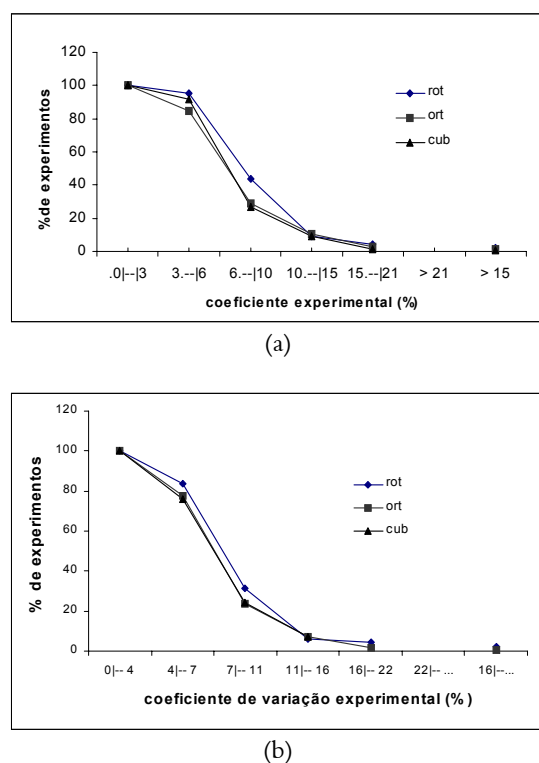 120
100
80
60
40
20
0
%de experimentos
rot
ort
cub
.0|--|3 3.--|6 6.--|10 10.--|15 15.--|21 > 21 > 15
coeficiente experimental (%)
(a)
120
100
80
60
40
20
0
% de experimentos
rot
ort
cub
0|-- 4 4|-- 7 7|-- 11 11|-- 16 16|-- 22 22|-- ... 16|--...
coeficiente de variação experimental (%)
(b)